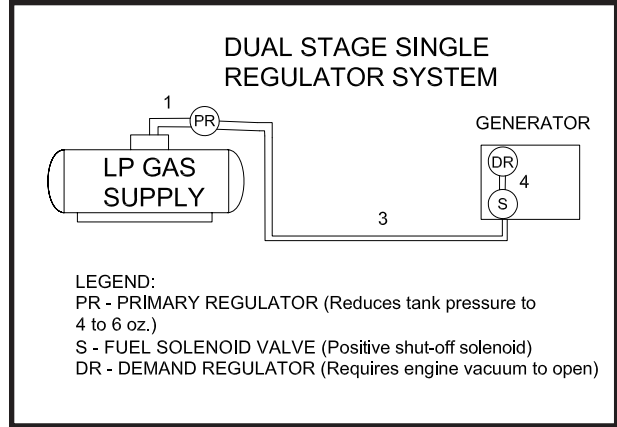 DUAL STAGE SINGLE
REGULATOR SYSTEM
1
PR
GENERATOR
LP GAS
SUPPLY
DR
4
S
3
LEGEND:
PR - PRIMARY REGULATOR (Reduces tank pressure to
4 to 6 oz.)
S - FUEL SOLENOID VALVE (Positive shut-off solenoid)
DR - DEMAND REGULATOR (Requires engine vacuum to open)